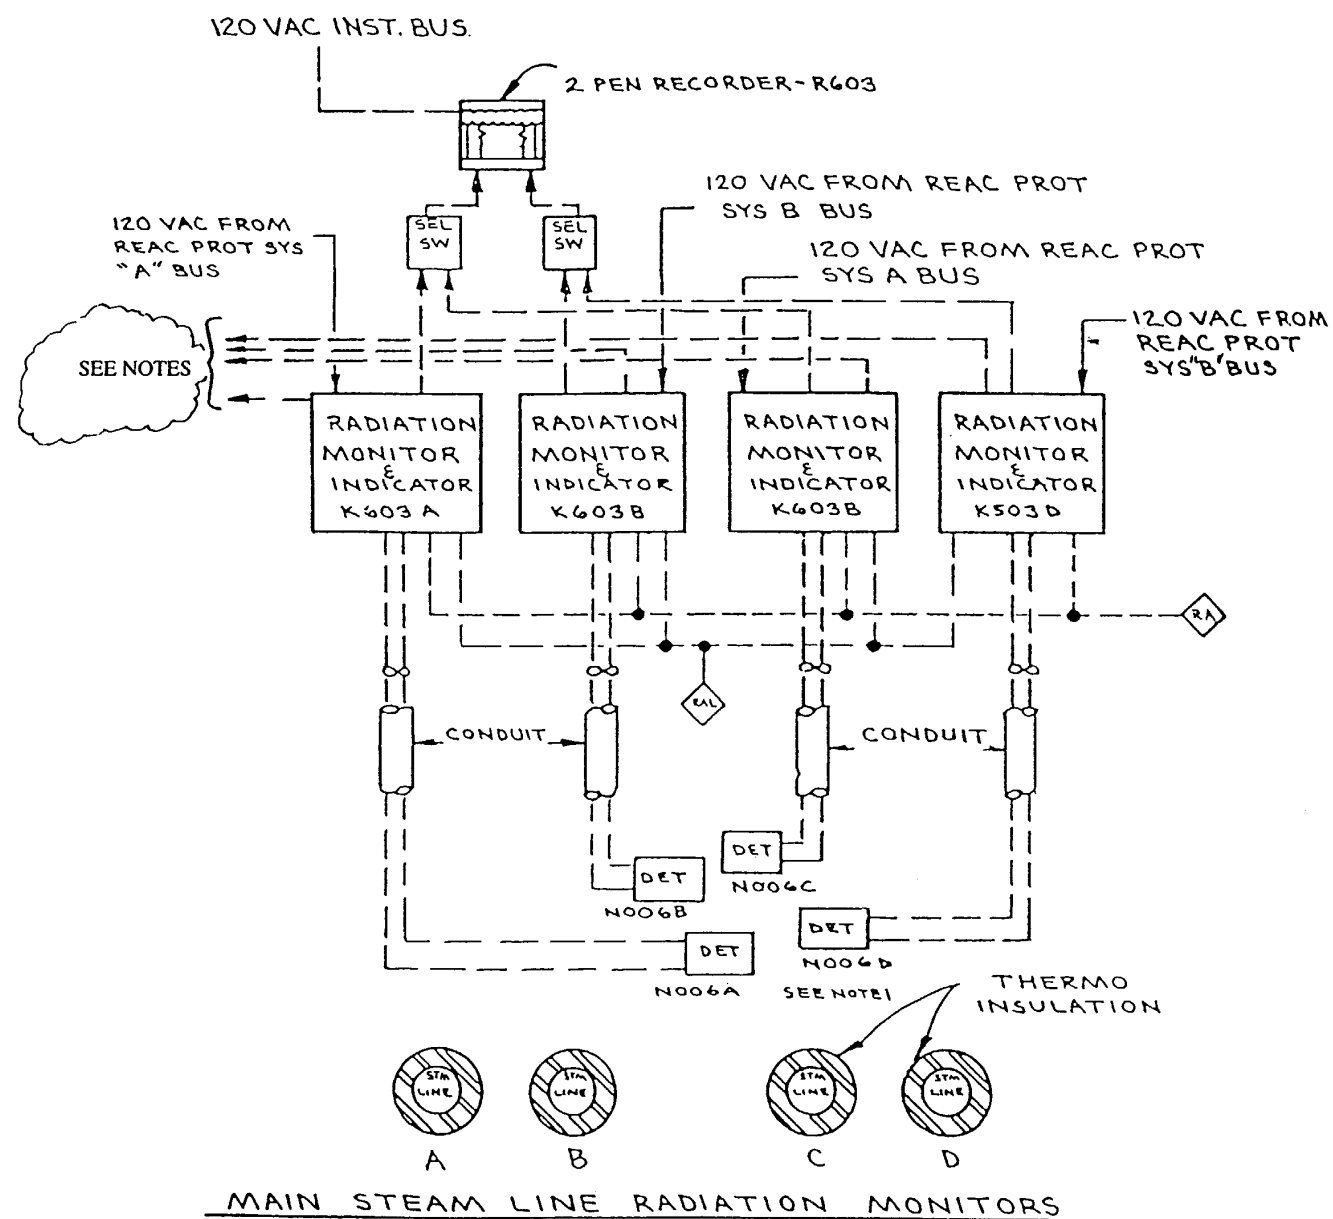 120 VAC INST. BUS.
2 PEN RECORDER-R603
120 VAC FROM REAC PROT
SYS B BUS
120 VAC FROM
REAC PROT SYS
"A" BUS
SEL
SW
SEL
SW
120 VAC FROM REAC PROT
SYS A BUS
120 VAC FROM
REAC PROT
SYS"B"BUS
SEE NOTES
RADIATION
MONITOR
&
INDICATOR
K603A
RADIATION
MONITOR
&
INDICATOR
K603B
RADIATION
MONITOR
&
INDICATOR
K603B
RADIATION
MONITOR
&
INDICATOR
K503D
RA
RAL
CONDUIT
CONDUIT
DET
N006C
DET
N006B
DET
N006D
SEE NOTE1
DET
N006A
THERMO
INSULATION
STM
LINE
STM
LINE
STM
LINE
STM
LINE
A
B
C
D
MAIN STEAM LINE RADIATION MONITORS